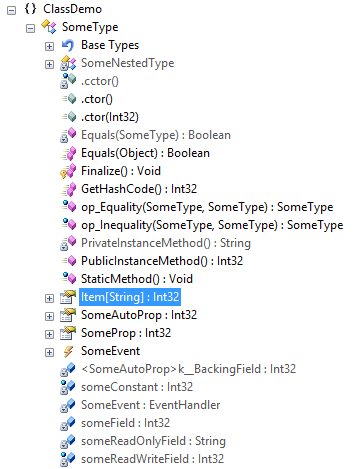 {} ClassDemo
SomeType
Base Types
SomeNestedType
.cctor()
.ctor()
.ctor(Int32)
Equals(SomeType) : Boolean
Equals(Object) : Boolean
Finalize() : Void
GetHashCode() : Int32
op_Equality(SomeType, SomeType) : SomeType
op_Inequality(SomeType, SomeType) : SomeType
PrivateInstanceMethod() : String
PublicInstanceMethod() : Int32
StaticMethod() : Void
Item[String] : Int32
SomeAutoProp : Int32
SomeProp : Int32
SomeEvent
<SomeAutoProp>k__BackingField : Int32
someConstant : Int32
SomeEvent : EventHandler
someField : Int32
someReadOnlyField : String
someReadWriteField : Int32